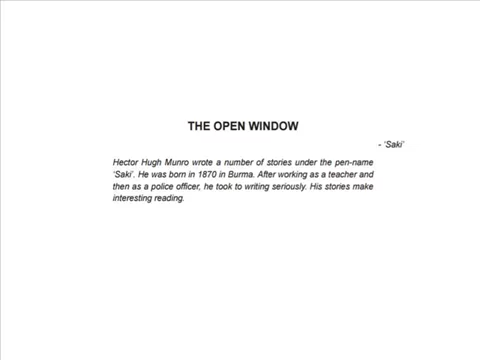 THE OPEN WINDOW
- ‘Saki’
Hector Hugh Munro wrote a number of stories under the pen-name
‘Saki’. He was born in 1870 in Burma. After working as a teacher and
then as a police officer, he took to writing seriously. His stories make
interesting reading.